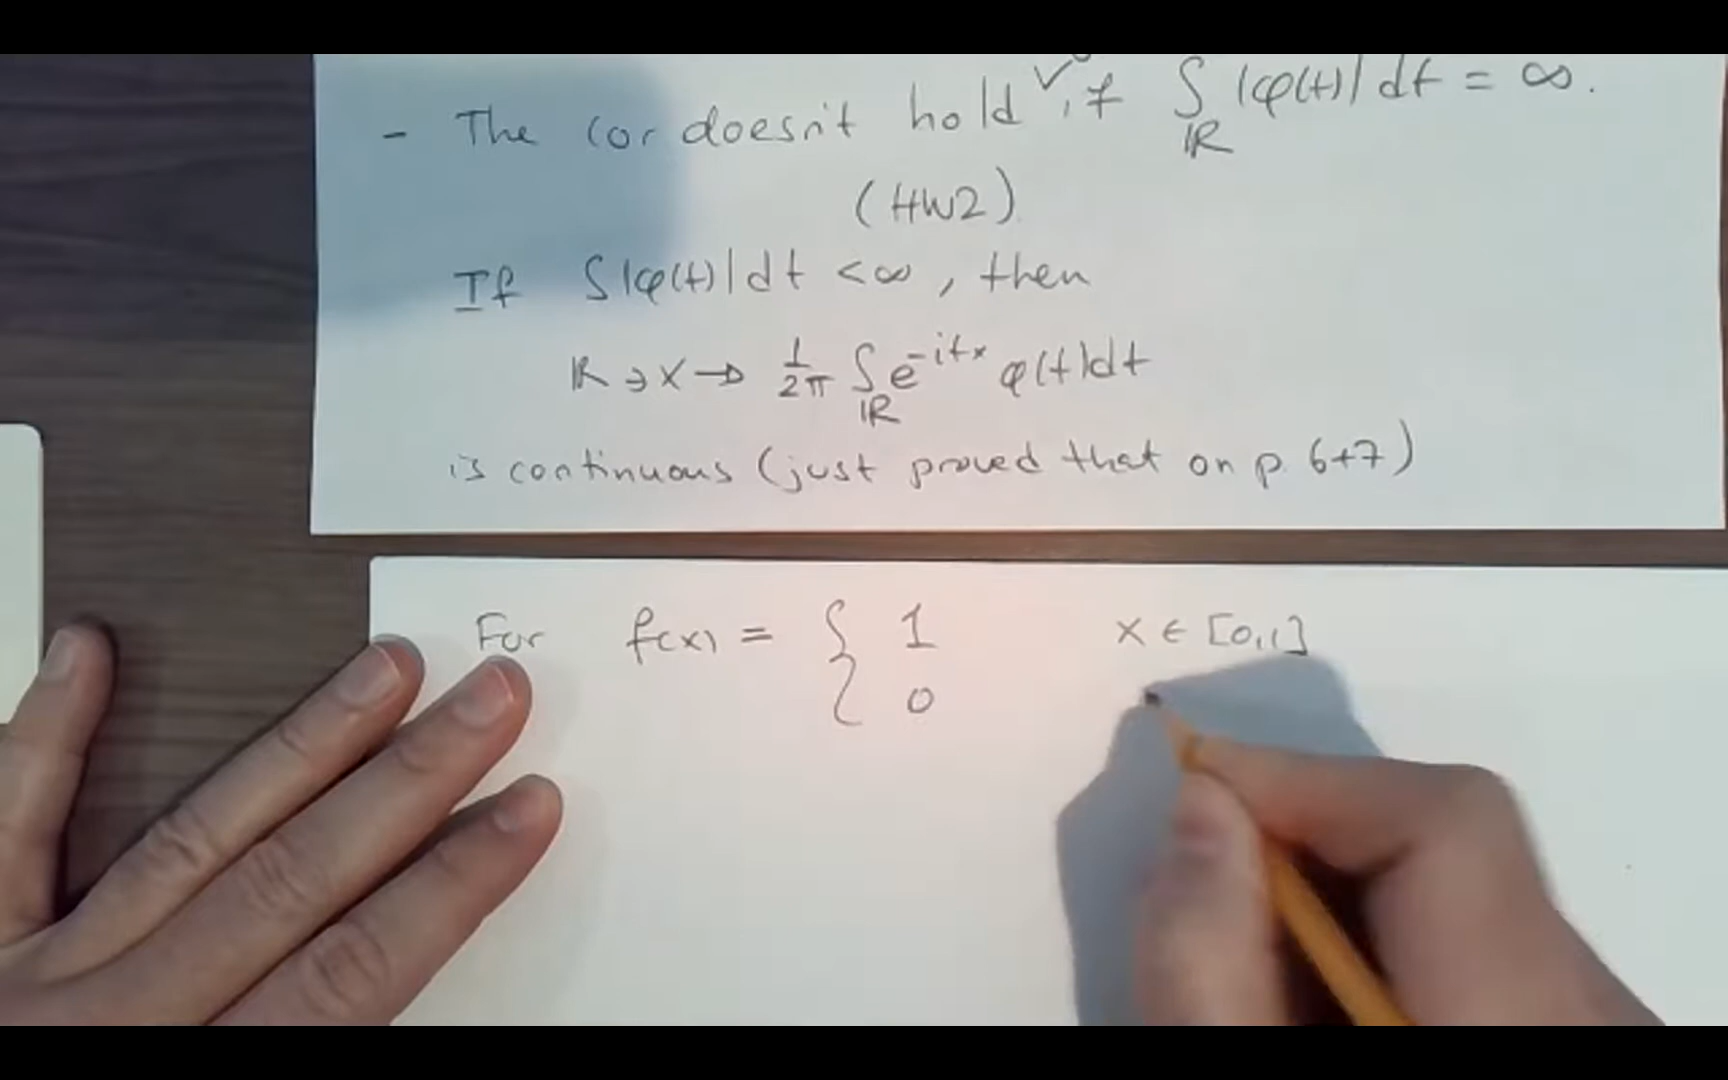 - The cor doesn't hold if ∫_ℝ |φ(t)| dt = ∞.
(HW2)
If ∫|φ(t)|dt < ∞, then
ℝ ∋ x → 1/2π ∫_ℝ e^{-itx} φ(t)dt
is continuous (just proved that on p. 6+7)
For f(x) = { 1 x ∈ [0,1]
0